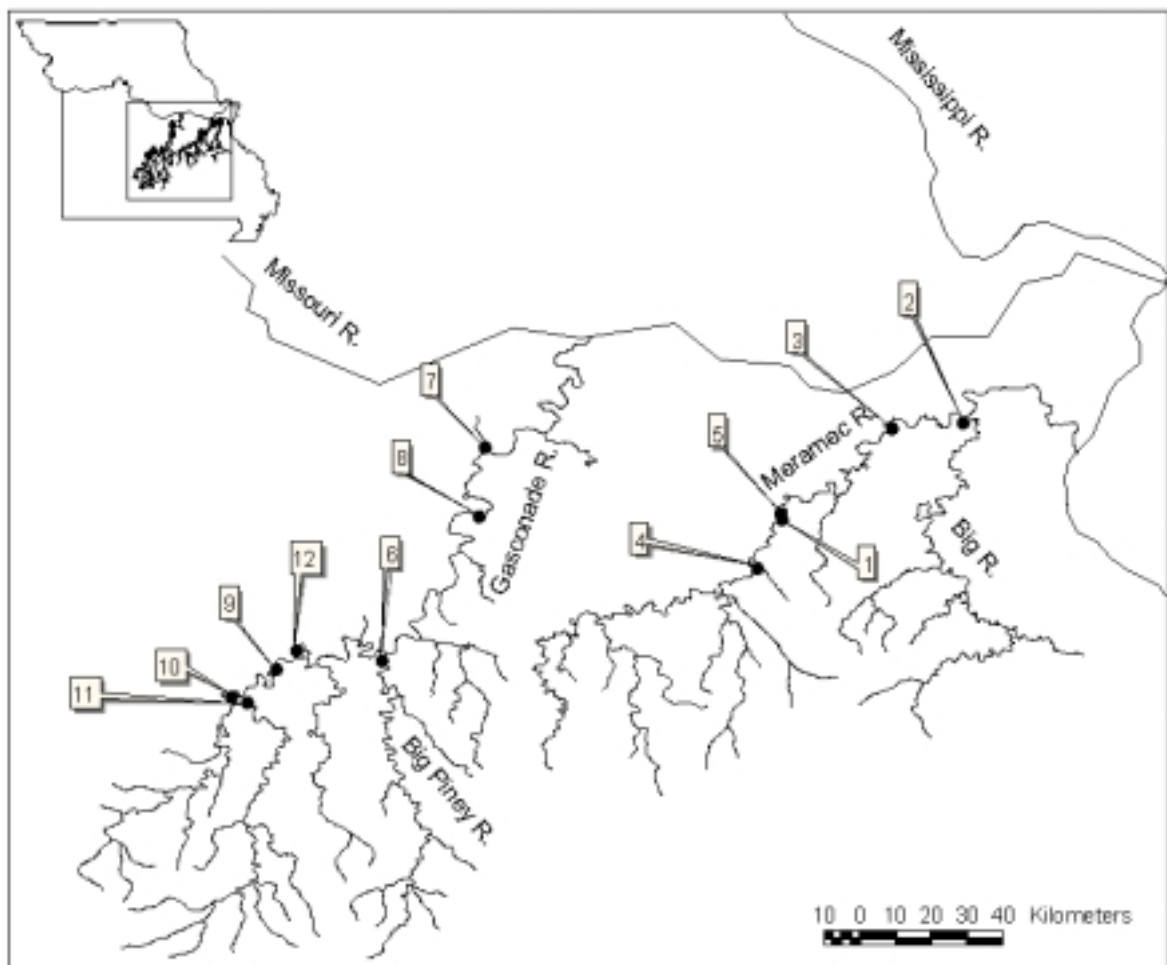 Mississippi R.
Missouri R.
2
3
7
5
Meramec R.
8
Gasconade R.
4
1
Big R.
12
6
9
10
11
Big Piney R.
10 0 10 20 30 40 Kilometers